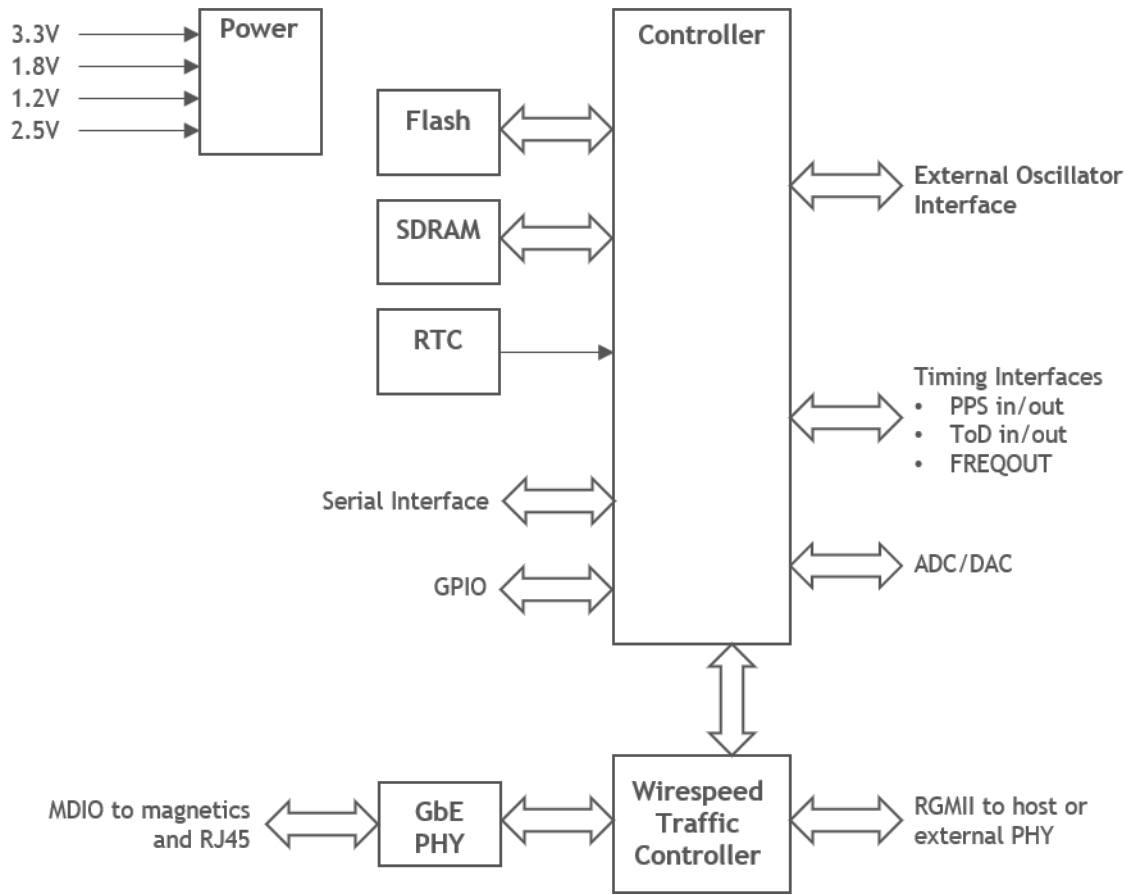 3.3V
1.8V
1.2V
2.5V
Power
Controller
Flash
SDRAM
RTC
External Oscillator
Interface
Timing Interfaces
• PPS in/out
• ToD in/out
• FREQOUT
Serial Interface
GPIO
ADC/DAC
MDIO to magnetics
and RJ45
GbE
PHY
Wirespeed
Traffic
Controller
RGMII to host or
external PHY